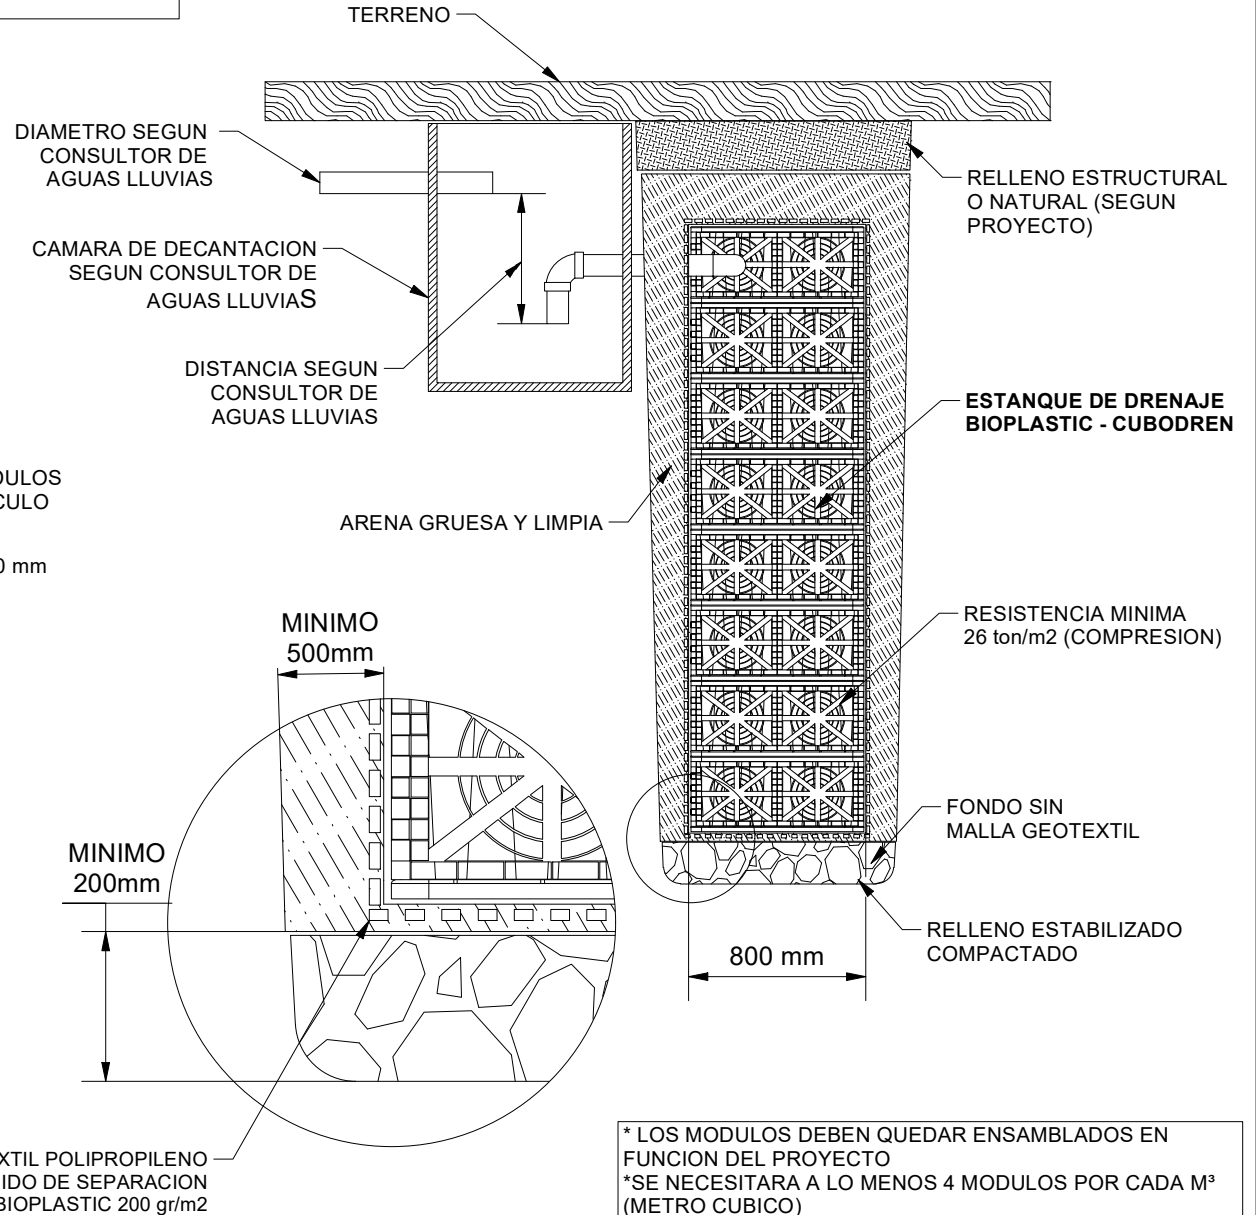 TERRENO
DIAMETRO SEGUN
CONSULTOR DE
AGUAS LLUVIAS
RELLENO ESTRUCTURAL
O NATURAL (SEGUN
PROYECTO)
CAMARA DE DECANTACION
SEGUN CONSULTOR DE
AGUAS LLUVIAS
DISTANCIA SEGUN
CONSULTOR DE
AGUAS LLUVIAS
ESTANQUE DE DRENAJE
BIOPLASTIC - CUBODREN
ARENA GRUESA Y LIMPIA
mm
MINIMO
500mm
RESISTENCIA MINIMA
26 ton/m2 (COMPRESION)
MINIMO
200mm
FONDO SIN
MALLA GEOTEXTIL
RELLENO ESTABILIZADO
COMPACTADO
800 mm
POLIPROPILENO
DE SEPARACION
BIOPLASTIC 200 gr/m2
* LOS MODULOS DEBEN QUEDAR ENSAMBLADOS EN
FUNCION DEL PROYECTO
*SE NECESITARA A LO MENOS 4 MODULOS POR CADA M³
(METRO CUBICO)